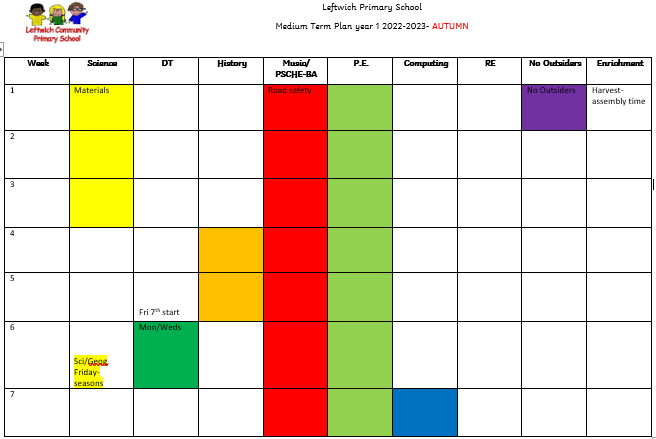 Leftwich Community
Primary School
Leftwich Primary School
Medium Term Plan year 1 2022-2023- AUTUMN
Week Science DT History Music/ P.E. Computing RE No Outsiders Enrichment
PSCHE-BA
1 Materials Road safety No Outsiders Harvest-
assembly time
2
3
4
5
Fri 7th start
6 Mon/Weds
Sci/Geog
Friday-
seasons
7